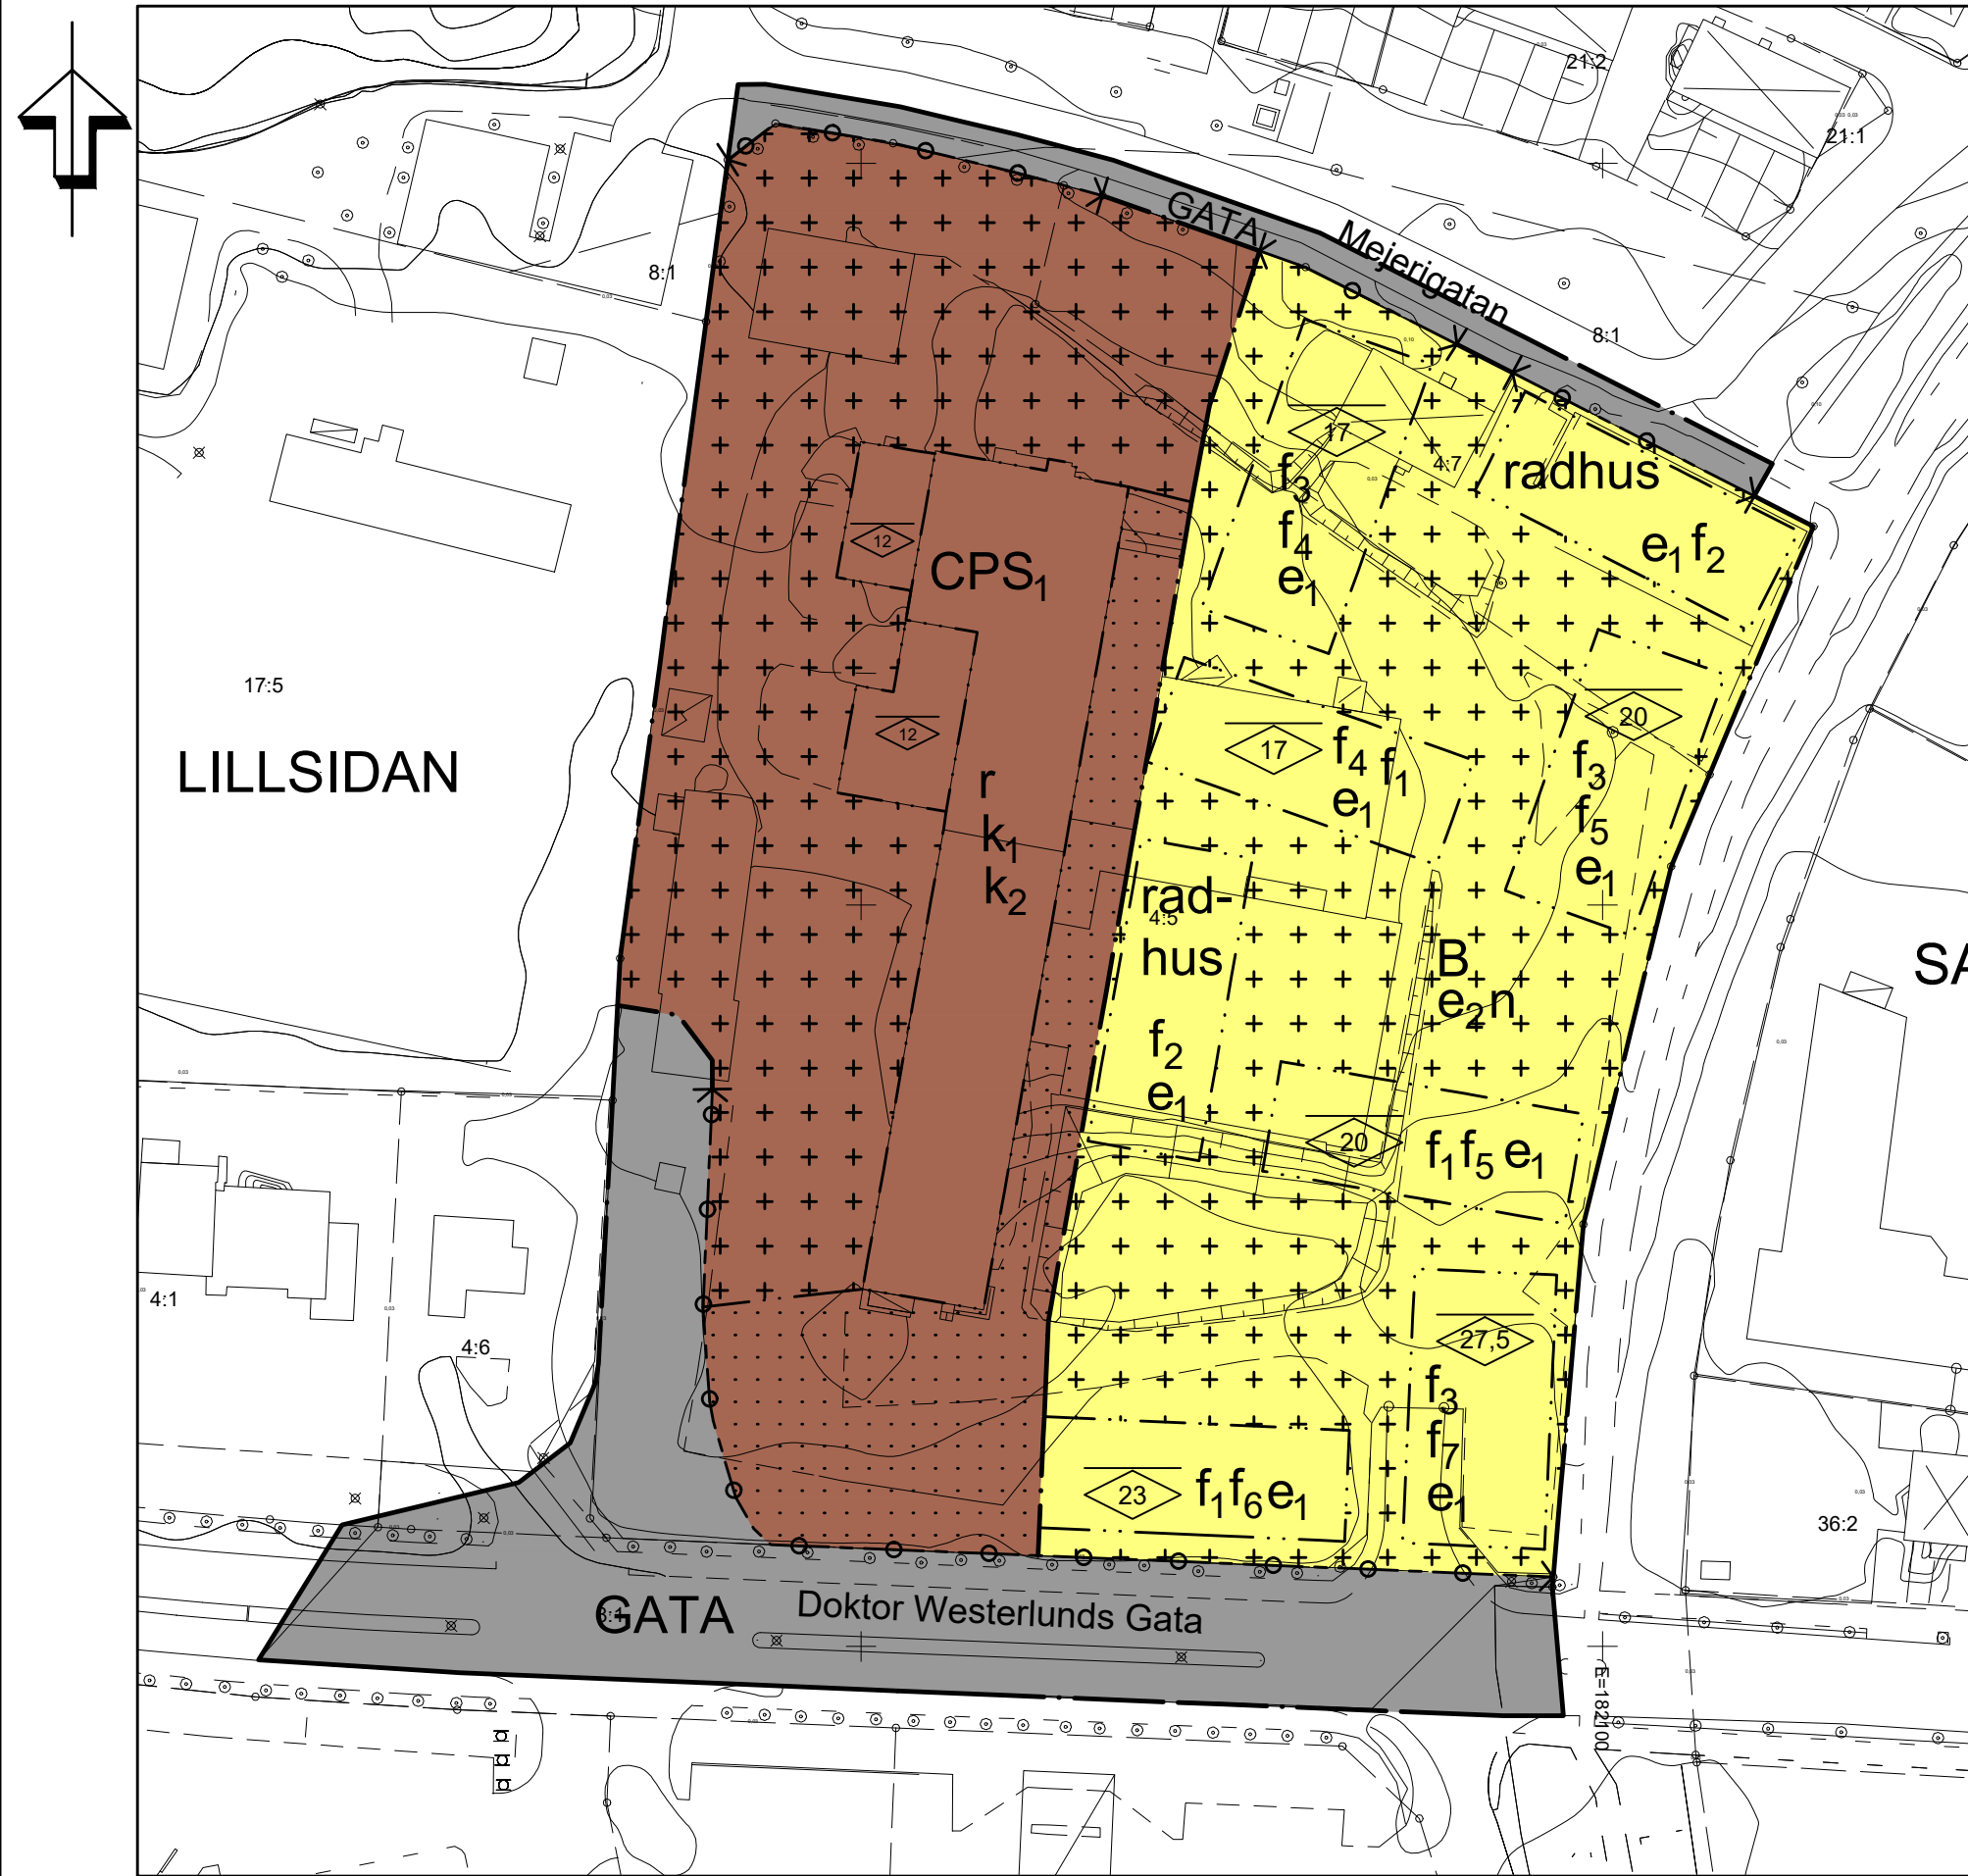 21:2
21:1
GATA
Mejerigatan
8:1
8:1
17
4:7
radhus
f3
f4
e1
e1 f2
12
CPS1
17:5
LILLSIDAN
12
17
f4 f1
e1
20
f3
f5
e1
r
k1
k2
rad-
4:5
hus
B
e2 n
SA
f2
e1
20
f1 f5 e1
4:1
4:6
27,5
f3
f7
e1
23
f1 f6 e1
36:2
GATA
8:1
Doktor Westerlunds Gata
E=182100